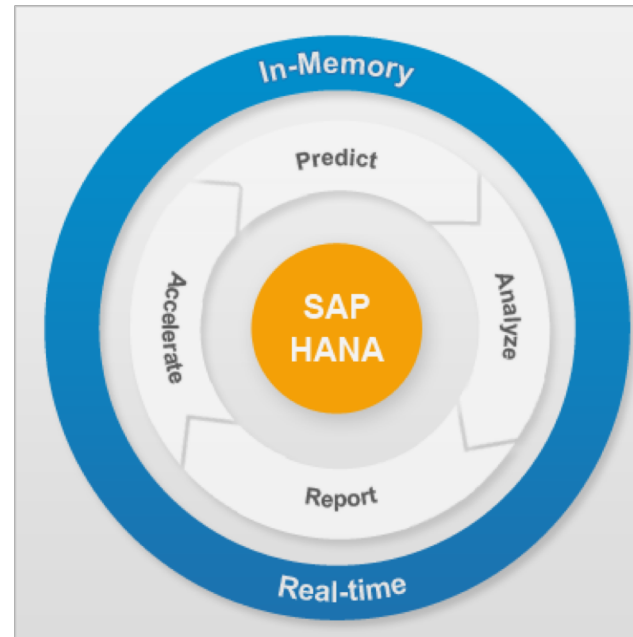 In-Memory
Predict
Accelerate
Analyze
SAP
HANA
Report
Real-time